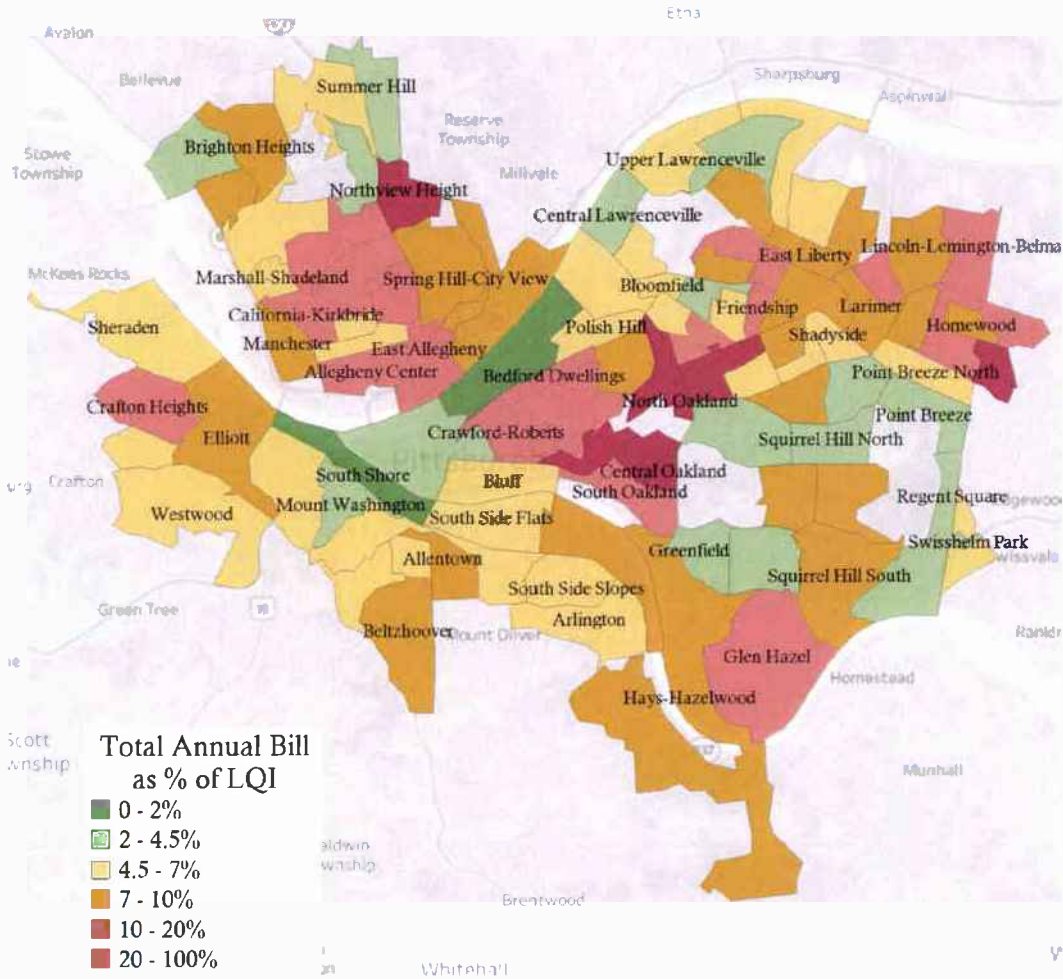 Etna
Avalon
Bellevue
Summer Hill
Sharpsburg
Aspinwall
Reserve
Township
Brighton Heights
Stowe
Township
Millvale
Upper Lawrenceville
Northview Height
Central Lawrenceville
East Liberty
Lincoln-Lemington-Belma
McKees Rocks
Marshall-Shadeland
Spring Hill-City View
Bloomfield
Friendship
Larimer
California-Kirkbride
Sheraden
Polish Hill
Shadyside
Homewood
Manchester
East Allegheny
Allegheny Center
Bedford Dwellings
Point Breeze North
Crafton Heights
North Oakland
Point Breeze
Elliott
Crawford-Roberts
Squirrel Hill North
Pittsburgh
South Shore
Central Oakland
Crafton
Bluff
South Oakland
Regent Square
Mount Washington
Westwood
South Side Flats
Greenfield
Swisshelm Park
Allentown
Squirrel Hill South
South Side Slopes
Green Tree
Arlington
Beltzhoover
Mount Oliver
Glen Hazel
Homestead
Hays-Hazelwood
Scott
wnship
Munhall
Total Annual Bill
as % of LQI
0 - 2%
2 - 4.5%
4.5 - 7%
7 - 10%
10 - 20%
20 - 100%
aldwin
wnship
Brentwood
Whitehall